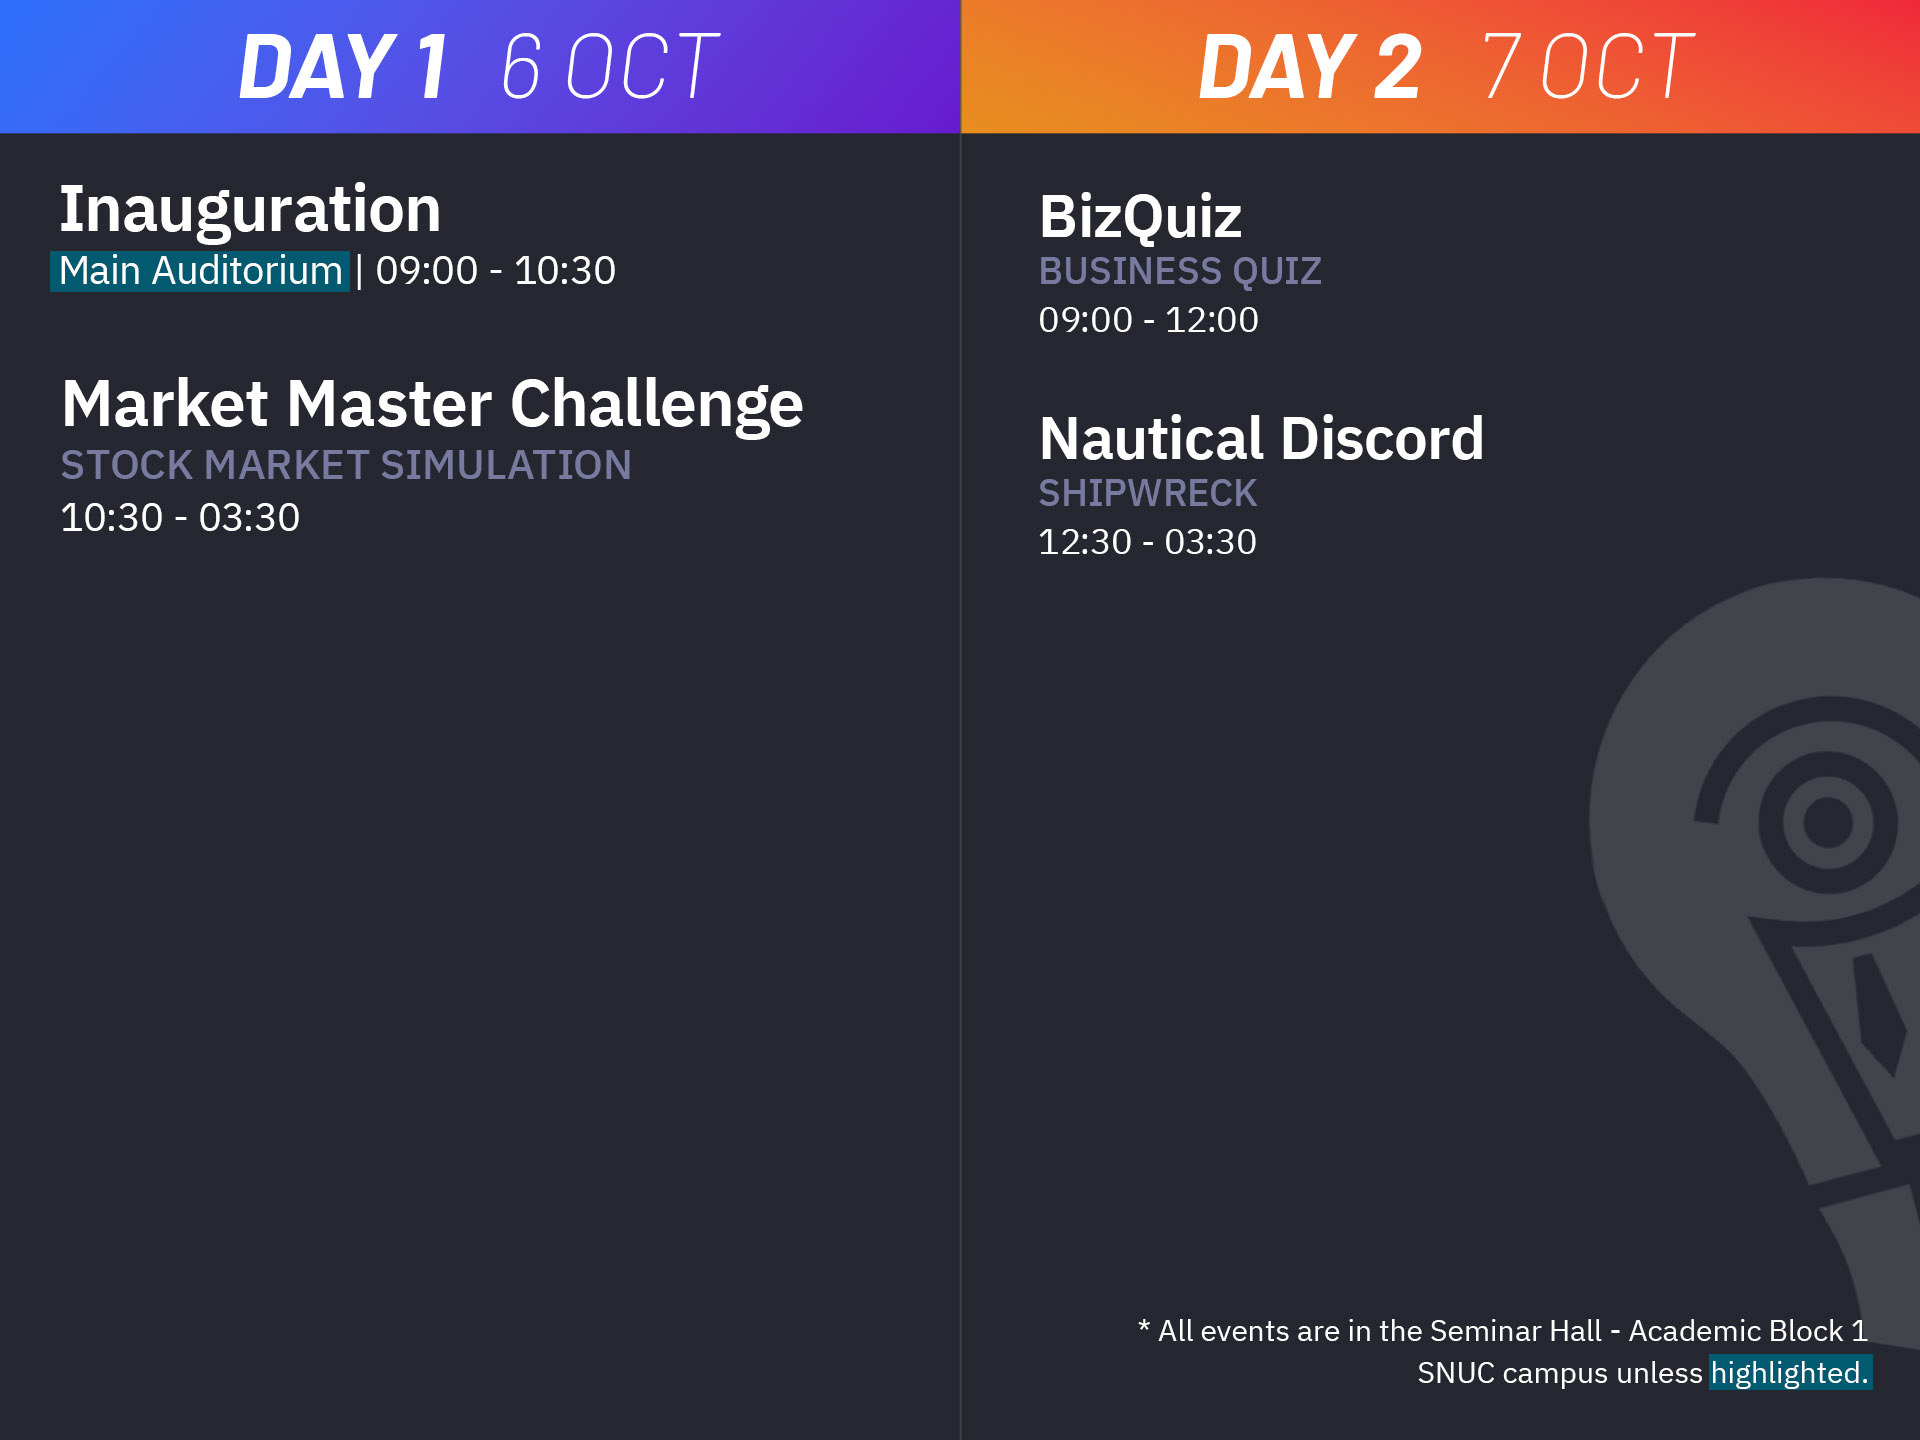 DAY 1 6 OCT
Inauguration
Main Auditorium | 09:00 - 10:30
Market Master Challenge
STOCK MARKET SIMULATION
10:30 - 03:30
DAY 2 7 OCT
BizQuiz
BUSINESS QUIZ
09:00 - 12:00
Nautical Discord
SHIPWRECK
12:30 - 03:30
* All events are in the Seminar Hall - Academic Block 1
SNUC campus unless highlighted.